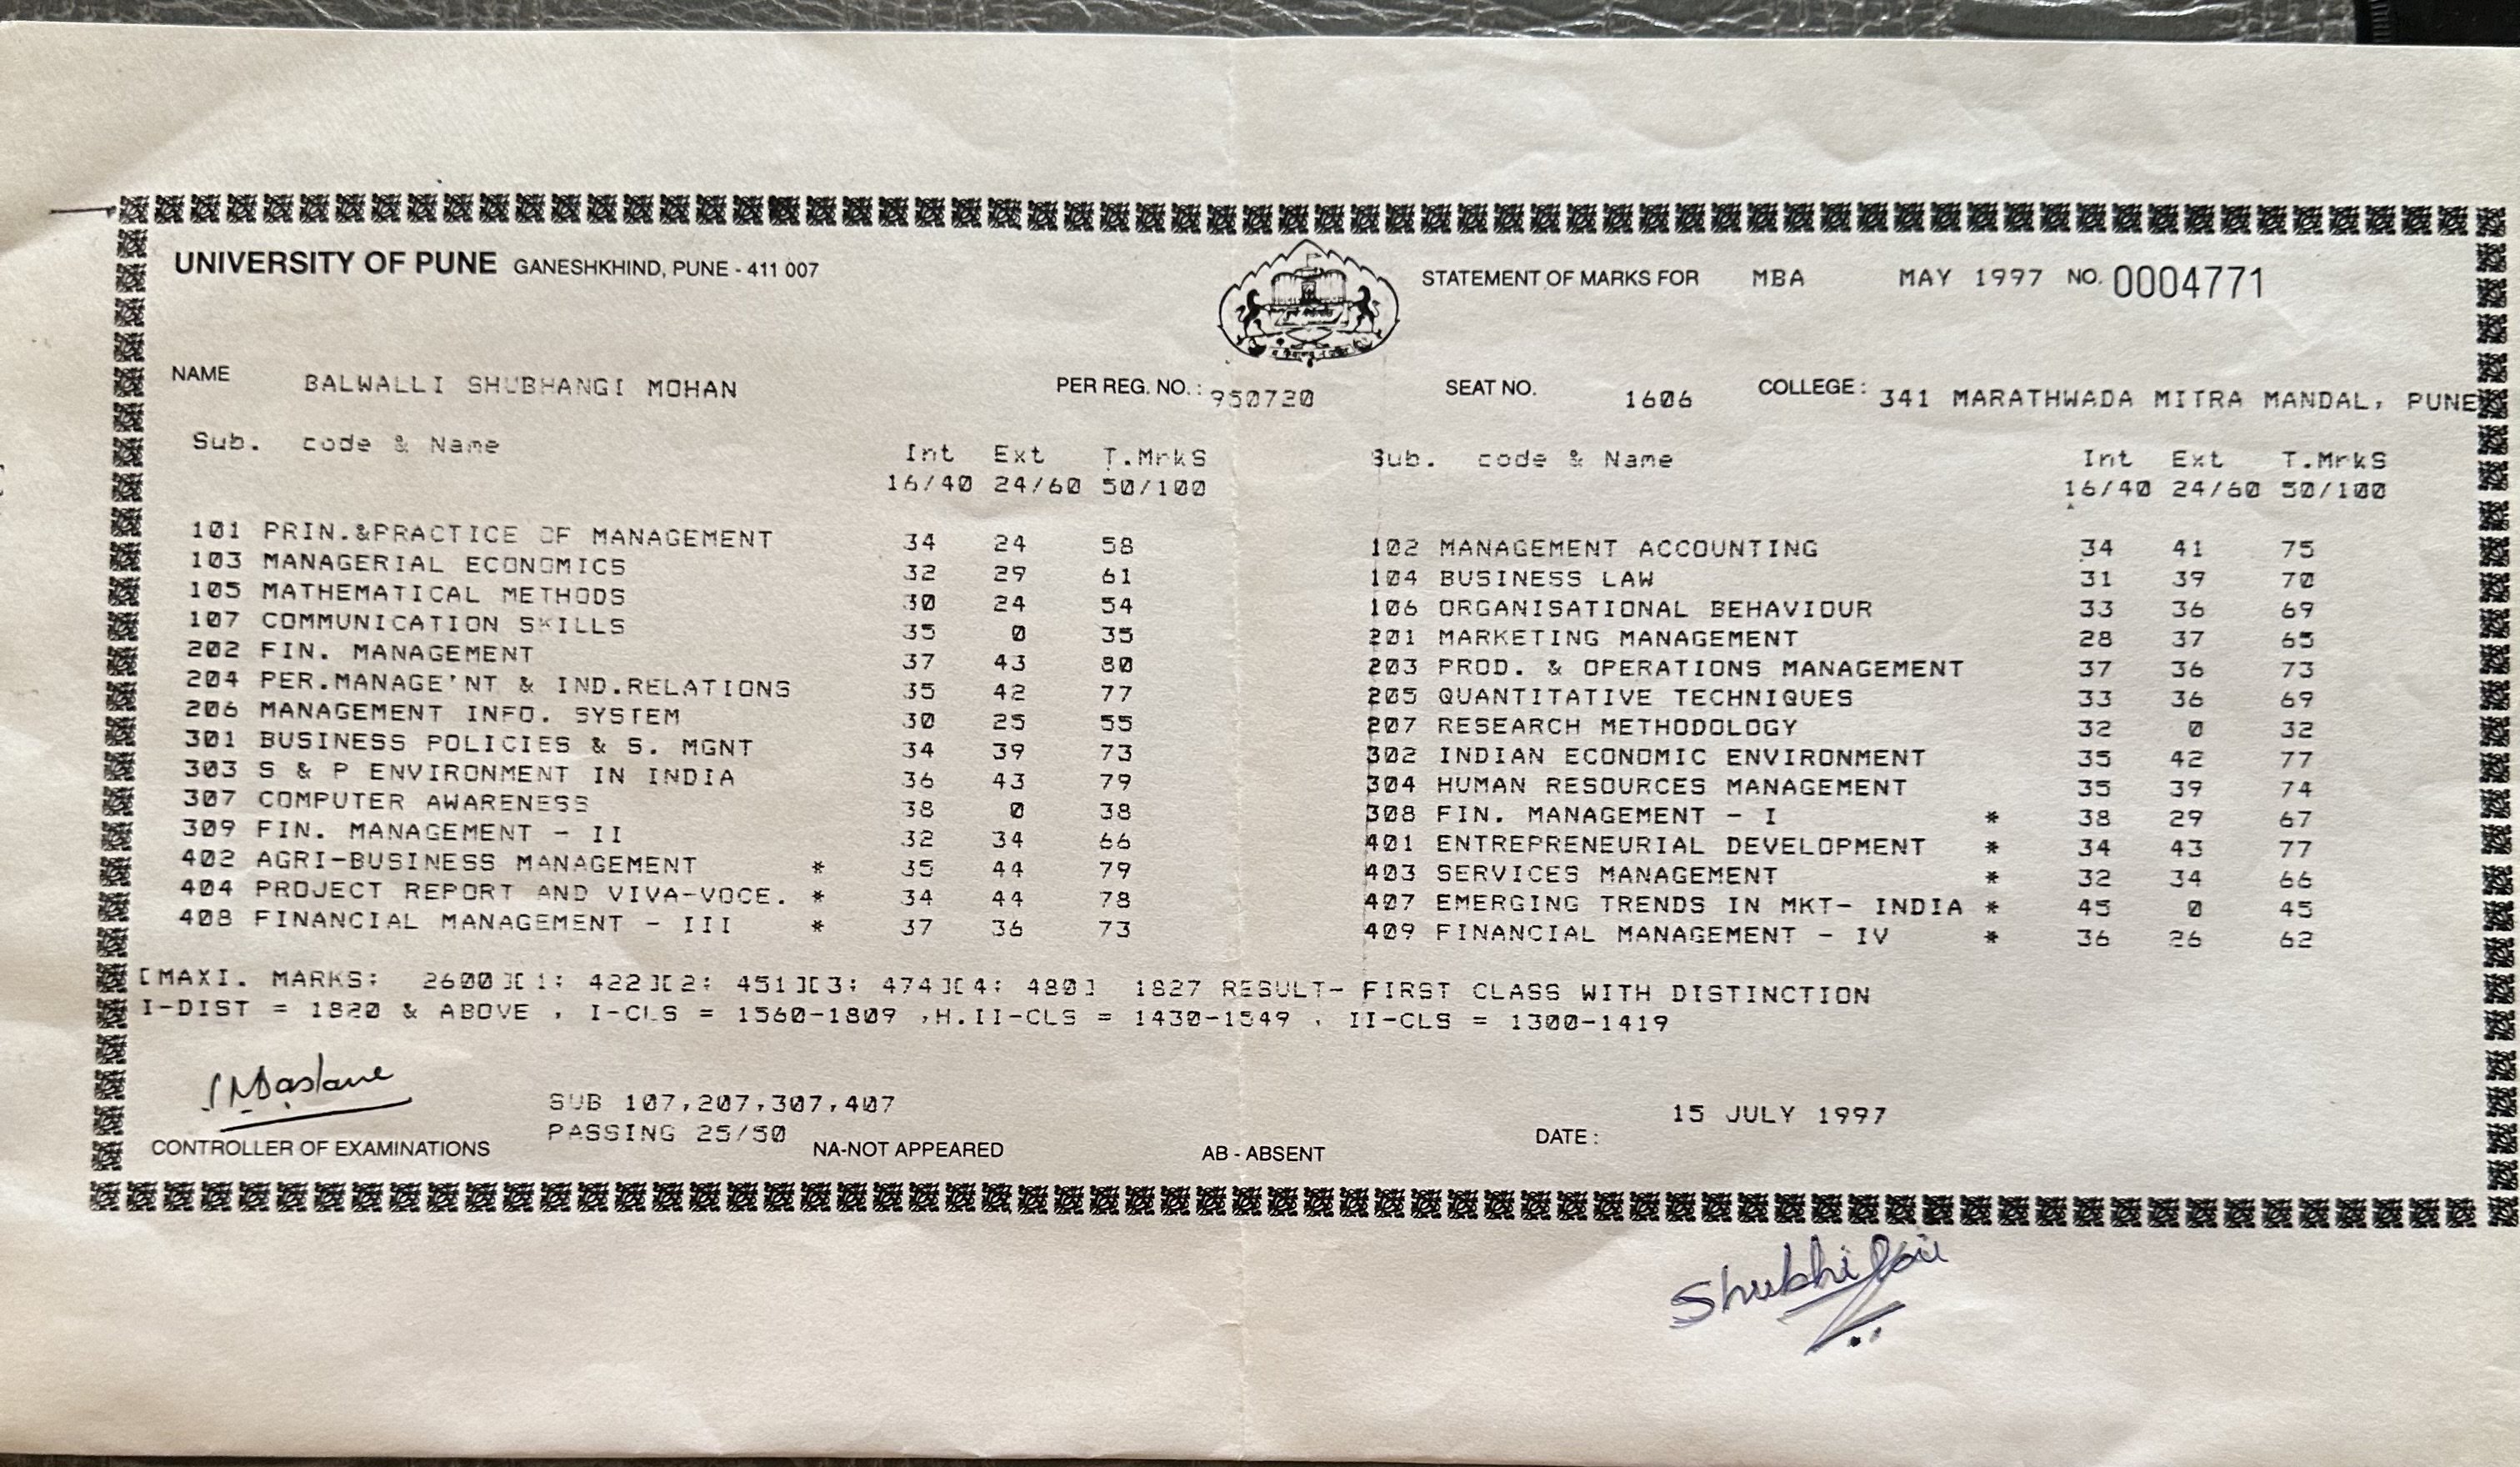 UNIVERSITY OF PUNE GANESHKHIND, PUNE - 411 007 STATEMENT OF MARKS FOR MBA MAY 1997 NO. 0004771
NAME BALWALLI SHUBHANGI MOHAN PER REG. NO. : 950720 SEAT NO. 1606 COLLEGE : 341 MARATHWADA MITRA MANDAL, PUNE
Sub. code & Name Int Ext T.MrkS Sub. code & Name Int Ext T.MrkS
16/40 24/60 50/100 16/40 24/60 50/100
101 PRIN.&PRACTICE OF MANAGEMENT 34 24 58 102 MANAGEMENT ACCOUNTING 34 41 75
103 MANAGERIAL ECONOMICS 32 29 61 104 BUSINESS LAW 31 39 70
105 MATHEMATICAL METHODS 30 24 54 106 ORGANISATIONAL BEHAVIOUR 33 36 69
107 COMMUNICATION SKILLS 35 0 35 201 MARKETING MANAGEMENT 28 37 65
202 FIN. MANAGEMENT 37 43 80 203 PROD. & OPERATIONS MANAGEMENT 37 36 73
204 PER.MANAGE'NT & IND.RELATIONS 35 42 77 205 QUANTITATIVE TECHNIQUES 33 36 69
206 MANAGEMENT INFO. SYSTEM 30 25 55 207 RESEARCH METHODOLOGY 32 0 32
301 BUSINESS POLICIES & S. MGNT 34 39 73 302 INDIAN ECONOMIC ENVIRONMENT 35 42 77
303 S & P ENVIRONMENT IN INDIA 36 43 79 304 HUMAN RESOURCES MANAGEMENT 35 39 74
307 COMPUTER AWARENESS 38 0 38 308 FIN. MANAGEMENT - I * 38 29 67
309 FIN. MANAGEMENT - II 32 34 66 401 ENTREPRENEURIAL DEVELOPMENT * 34 43 77
402 AGRI-BUSINESS MANAGEMENT * 35 44 79 403 SERVICES MANAGEMENT * 32 34 66
404 PROJECT REPORT AND VIVA-VOCE. * 34 44 78 407 EMERGING TRENDS IN MKT- INDIA * 45 0 45
408 FINANCIAL MANAGEMENT - III * 37 36 73 409 FINANCIAL MANAGEMENT - IV * 36 26 62
[MAXI. MARKS: 2600][1: 422][2: 451][3: 474][4: 480] 1827 RESULT- FIRST CLASS WITH DISTINCTION
I-DIST = 1820 & ABOVE , I-CLS = 1560-1809 ,H.II-CLS = 1430-1549 , II-CLS = 1300-1419
SUB 107,207,307,407 15 JULY 1997
PASSING 25/50 DATE :
CONTROLLER OF EXAMINATIONS NA-NOT APPEARED AB - ABSENT